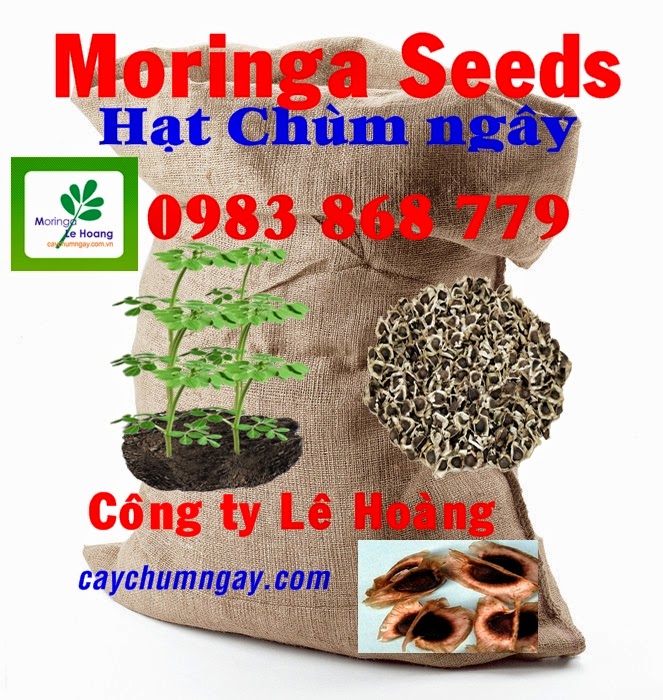 Moringa Seeds
Hạt Chùm ngây
Moringa
Le Hoang
caychumngay.com.vn
0983 868 779
Công ty Lê Hoàng
caychumngay.com